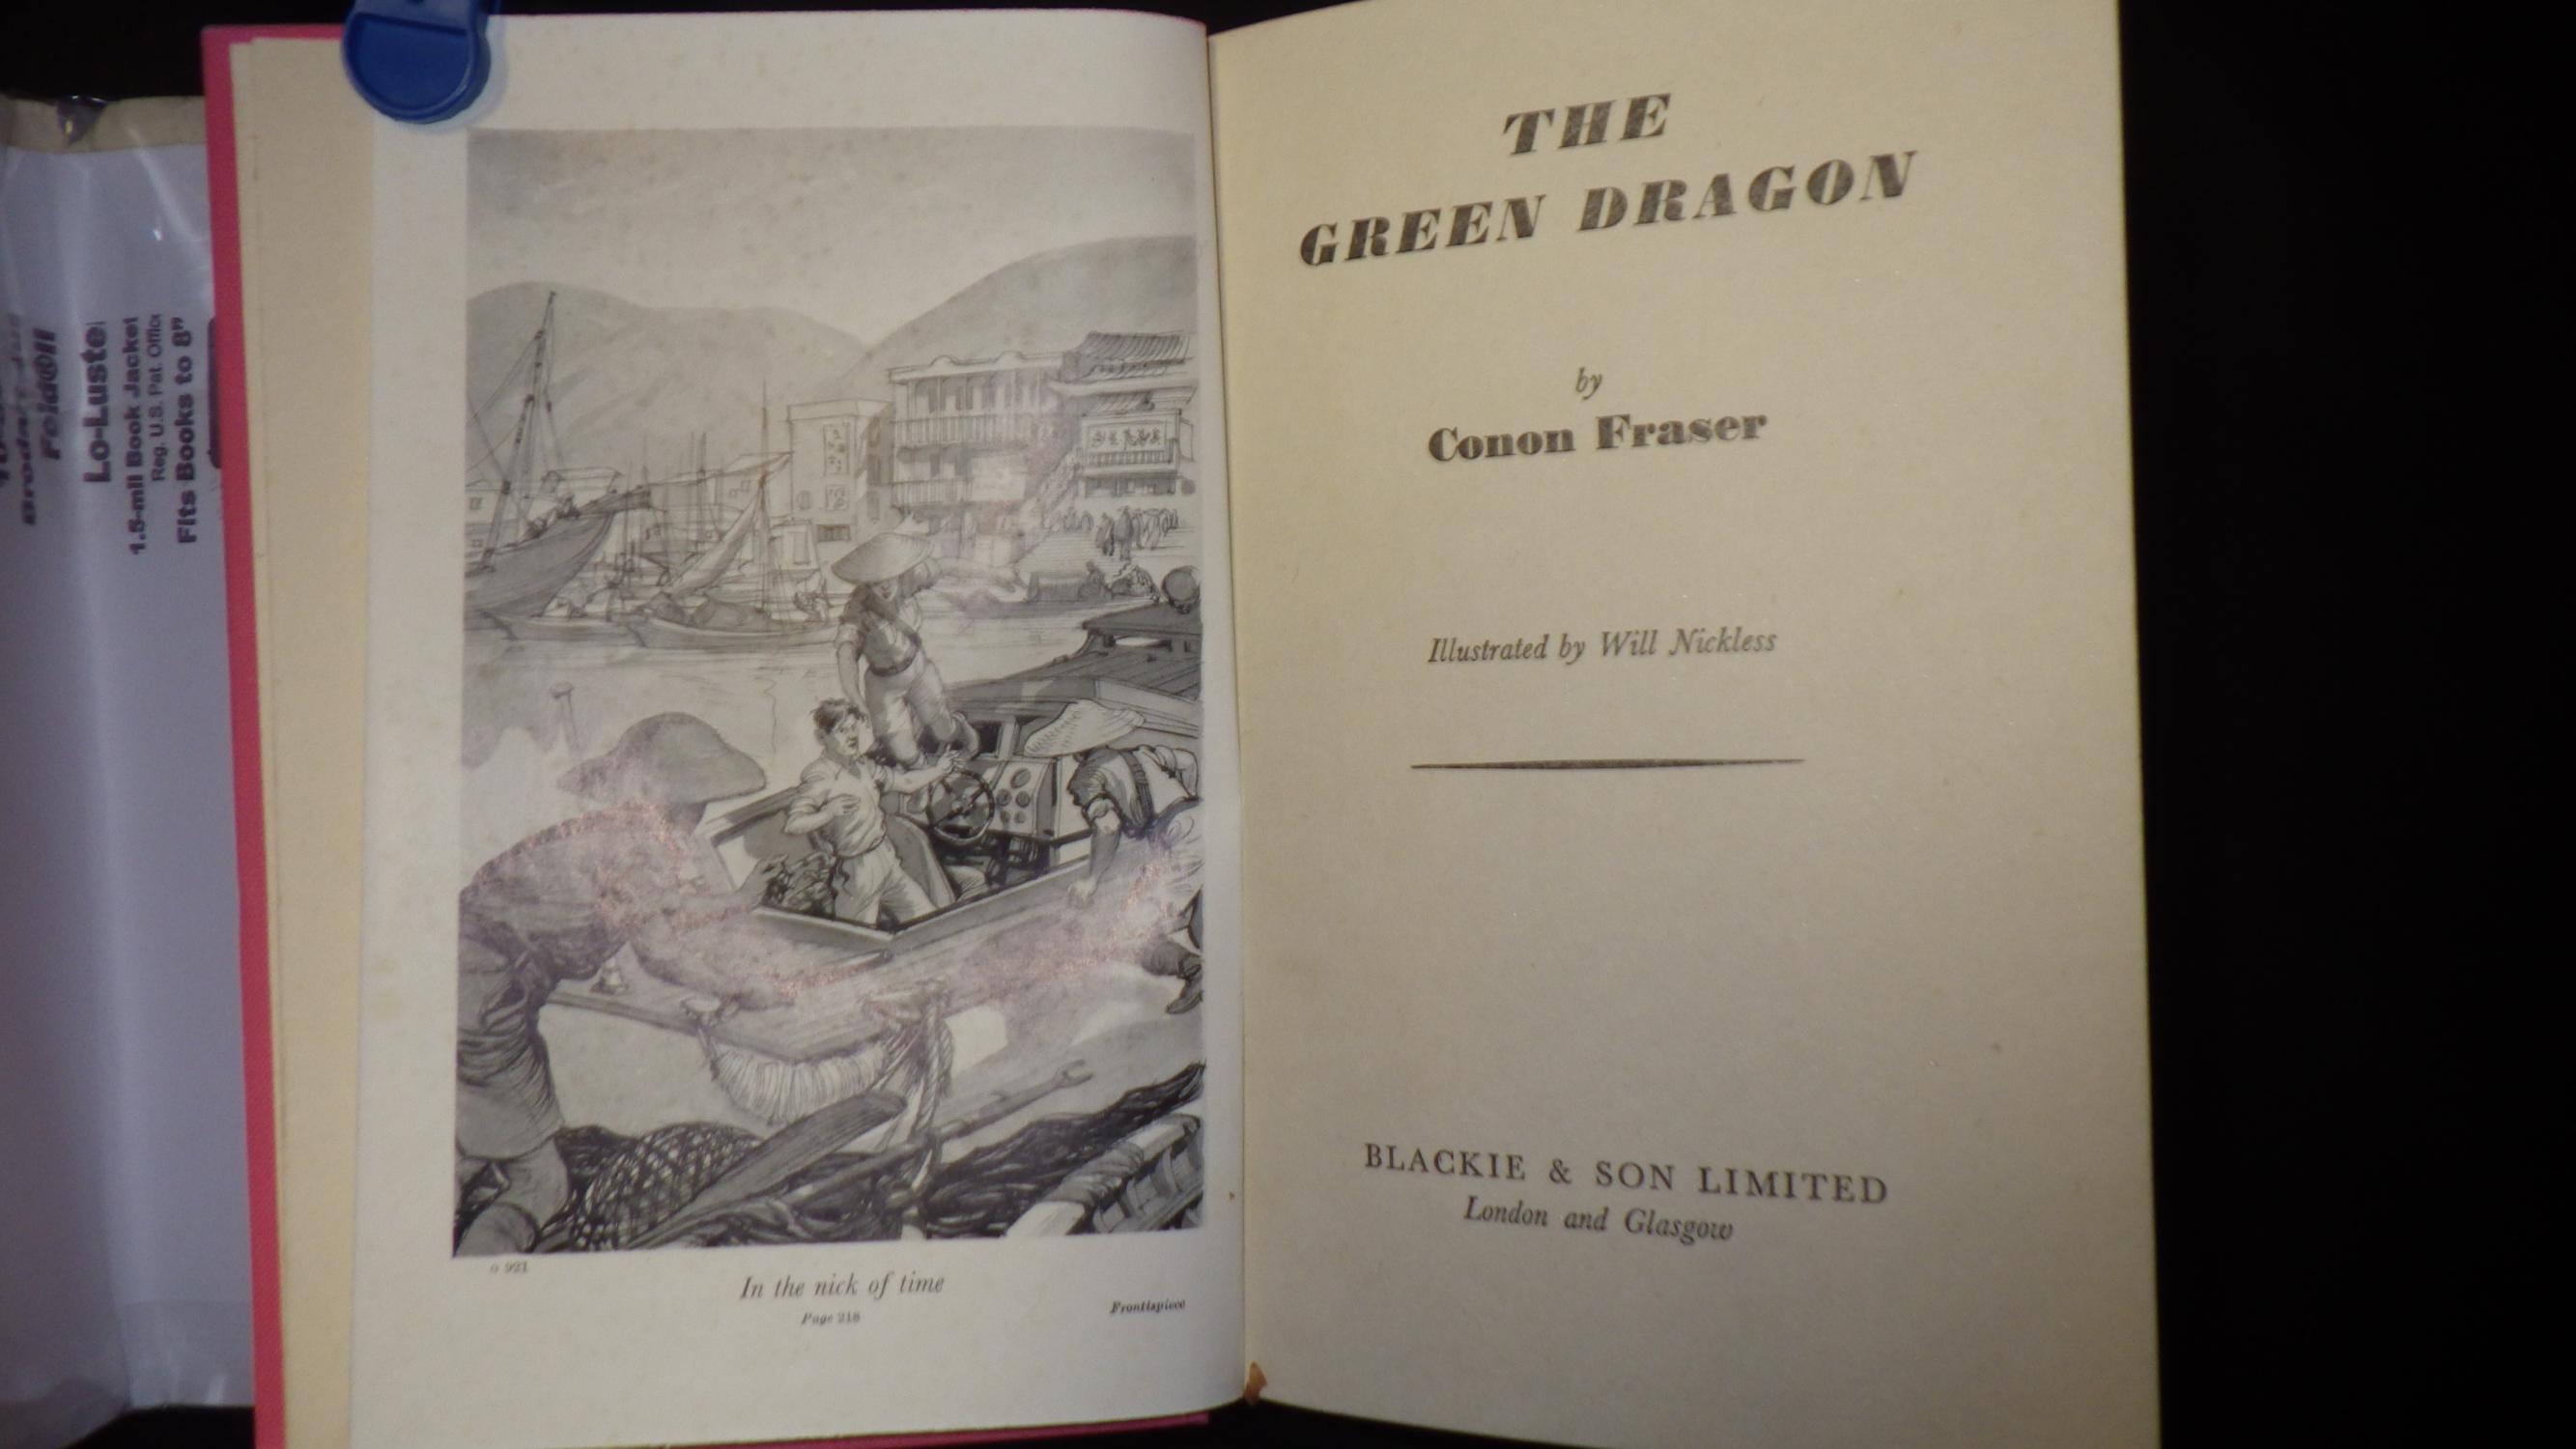 Fold-on
Lo-Luste
1.5-mil Book Jacket
Reg. U.S. Pat. Offic
Fits Books to 8"
G 921
In the nick of time
Page 218
Frontispiece
THE
GREEN DRAGON
by
Conon Fraser
Illustrated by Will Nickless
BLACKIE & SON LIMITED
London and Glasgow